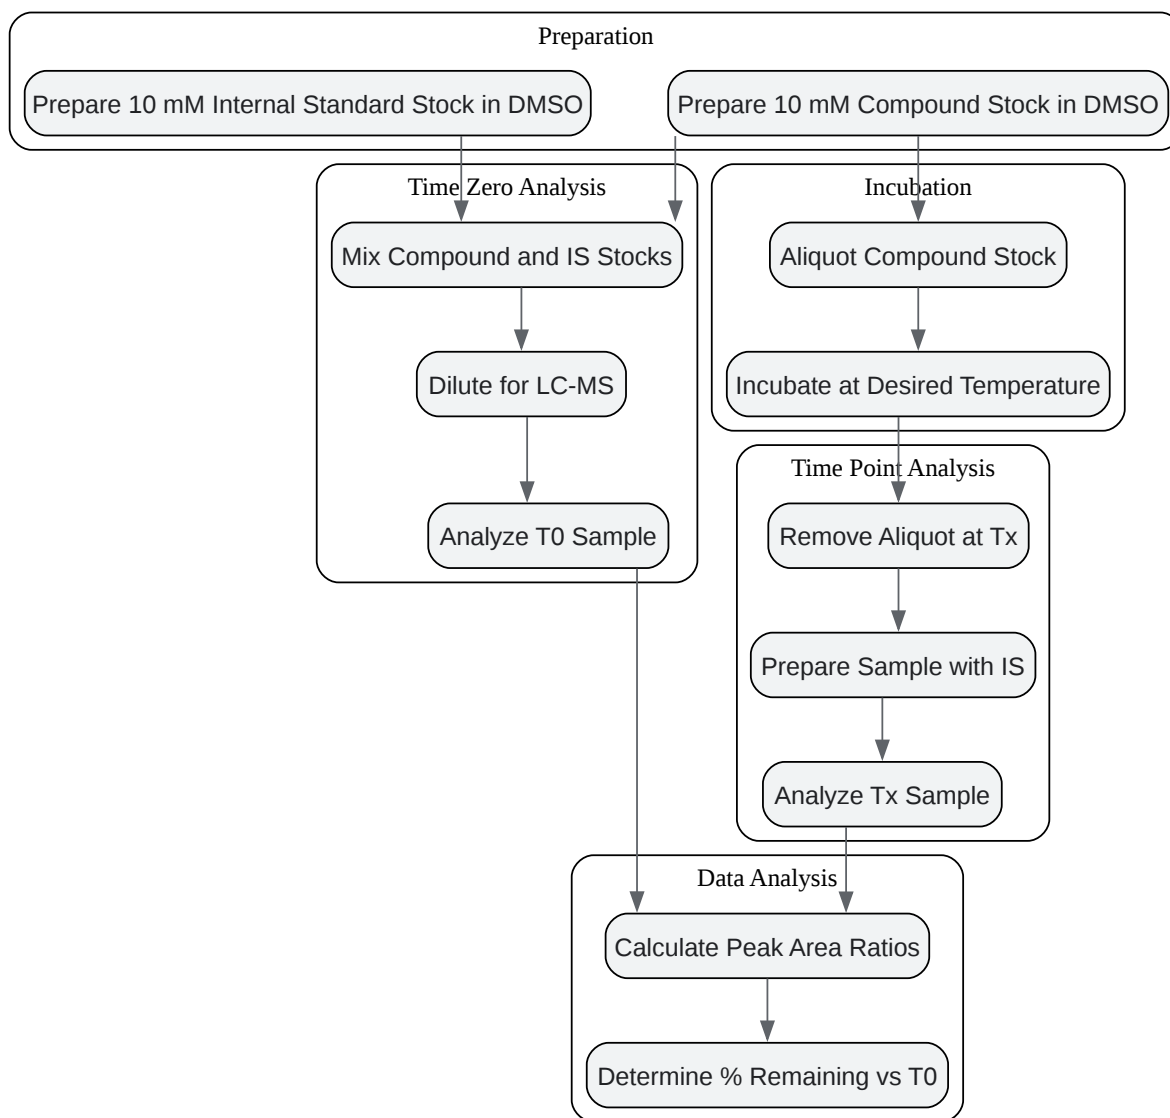 Preparation
Prepare 10 mM Internal Standard Stock in DMSO
Prepare 10 mM Compound Stock in DMSO
Time Zero Analysis
Mix Compound and IS Stocks
Dilute for LC-MS
Analyze T0 Sample
Incubation
Aliquot Compound Stock
Incubate at Desired Temperature
Time Point Analysis
Remove Aliquot at Tx
Prepare Sample with IS
Analyze Tx Sample
Data Analysis
Calculate Peak Area Ratios
Determine % Remaining vs T0